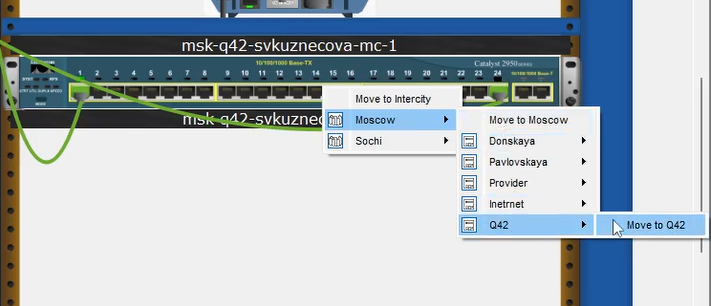 msk-q42-svkuznecova-mc-1
10/100/1000 Base-TX
Catalyst 2950 SERIES
1 2 3 4 5 6 7 8 9 10 11 12 13 14 15 16 17 18 19 20 21 22 23 24
10/100/1000 Base-T
SYST RPS
MODE
msk-q42-svkuznec
Move to Intercity
Moscow
Sochi
Move to Moscow
Donskaya
Pavlovskaya
Provider
Inetrnet
Q42
Move to Q42